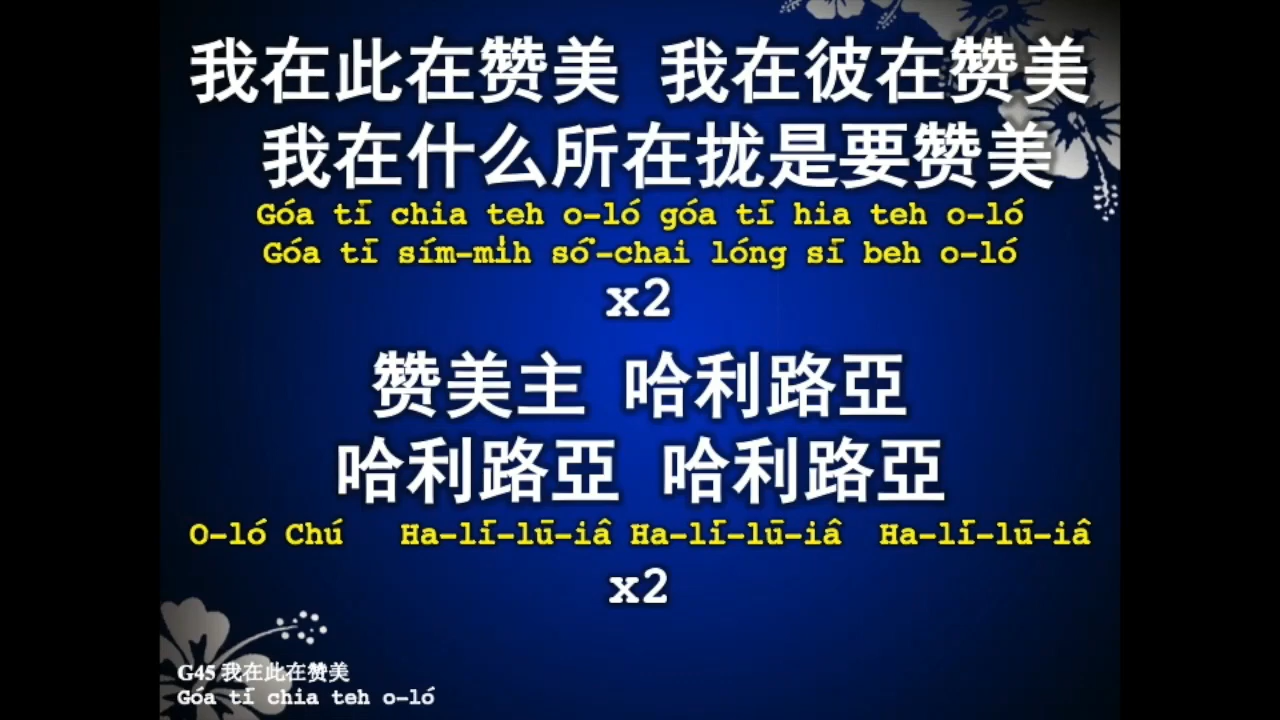 我在此在赞美 我在彼在赞美
我在什么所在拢是要赞美
Góa tī chia teh o-ló góa tī hia teh o-ló
Góa tī sím-mi̍h só͘-chai lóng sī beh o-ló
x2
赞美主 哈利路亞
哈利路亞 哈利路亞
O-ló Chú Ha-lī-lū-iâ Ha-lī-lū-iâ Ha-lī-lū-iâ
x2
G45 我在此在赞美
Góa tī chia teh o-ló